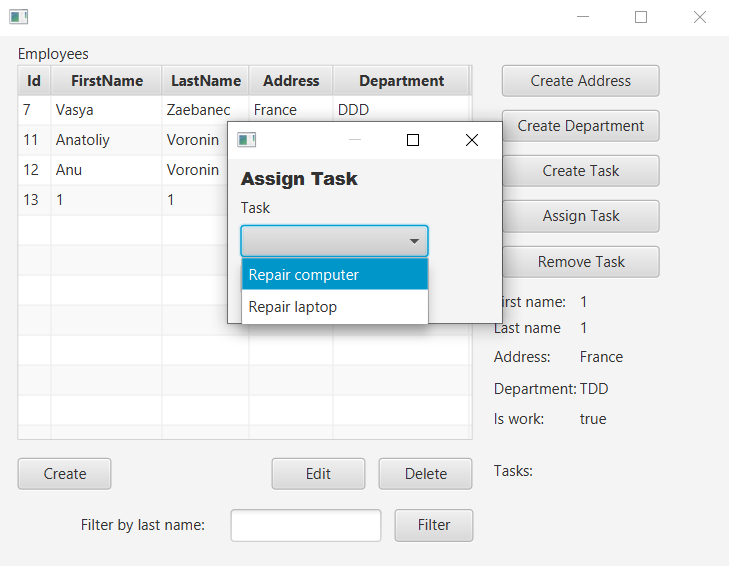 Employees
Id FirstName LastName Address Department
7 Vasya Zaebanec France DDD
11 Anatoliy Voronin
12 Anu Voronin
13 1 1
Assign Task
Task
Repair computer
Repair laptop
Create Address
Create Department
Create Task
Assign Task
Remove Task
First name: 1
Last name 1
Address: France
Department: TDD
Is work: true
Tasks:
Create Edit Delete
Filter by last name: Filter